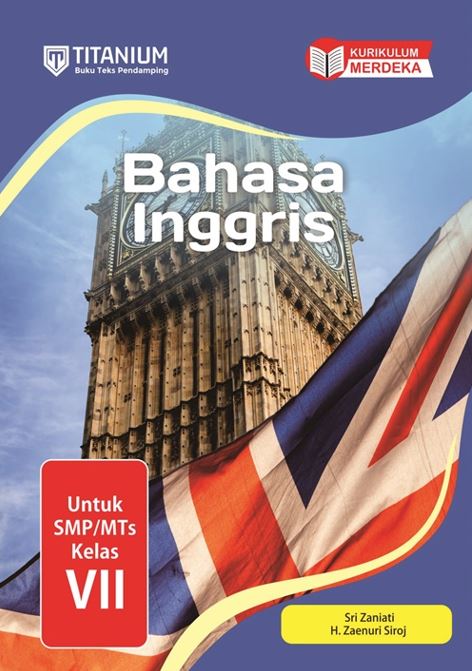 TITANIUM
Buku Teks Pendamping
KURIKULUM
MERDEKA
Bahasa
Inggris
Untuk
SMP/MTs
Kelas
VII
Sri Zaniati
H. Zaenuri Siroj